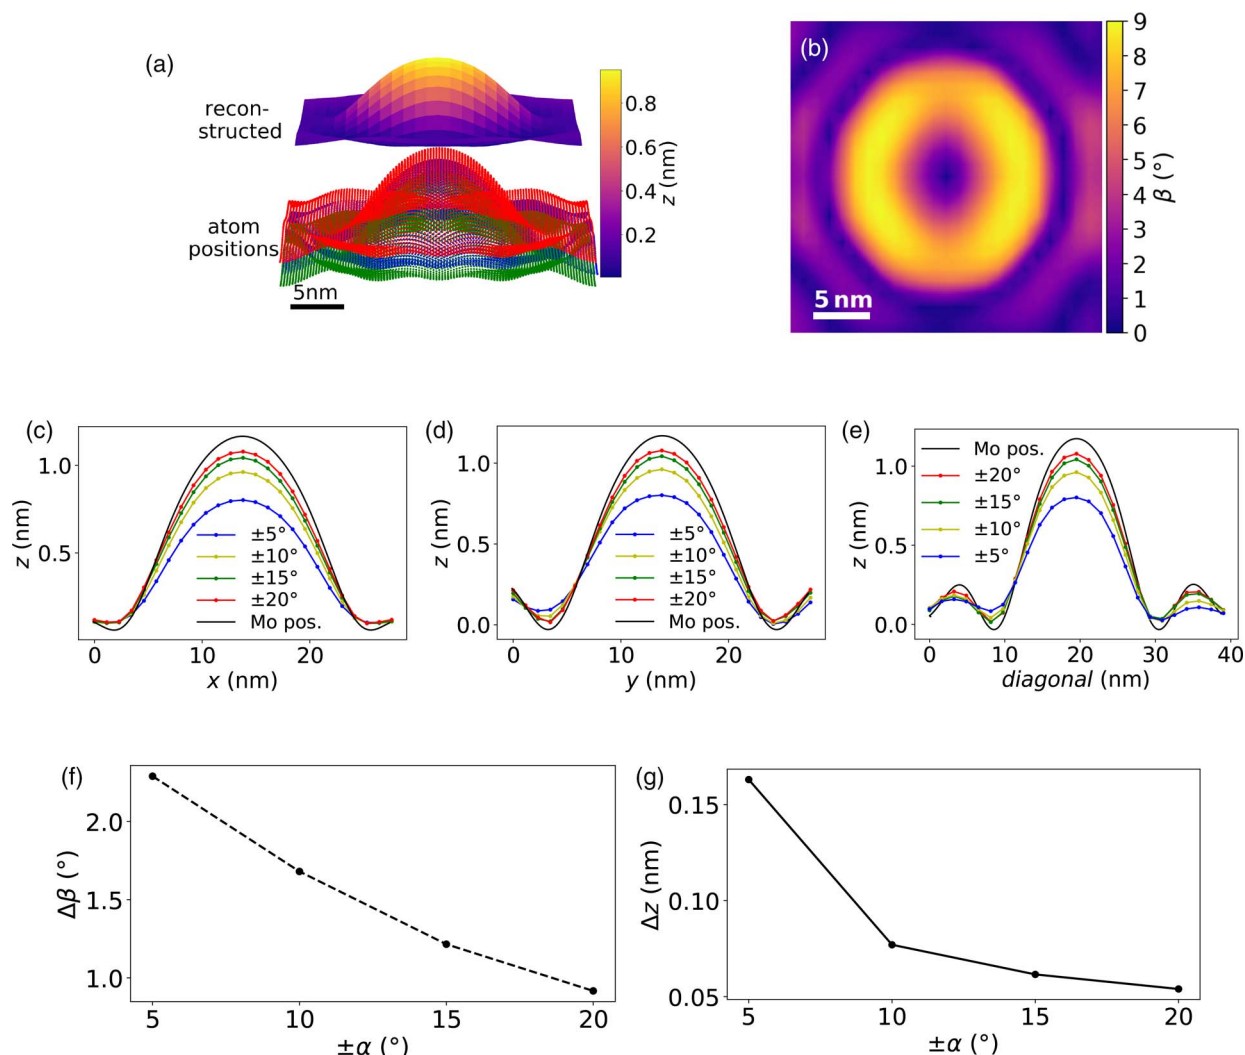 (a)
recon-
structed
atom
positions
5nm
0.8
0.6
0.4
0.2
z (nm)
(b)
5 nm
9
8
7
6
5
4
3
2
1
0
β (°)
(c)
1.0
0.5
z (nm)
±5°
±10°
±15°
±20°
Mo pos.
0 10 20
x (nm)
(d)
1.0
0.5
0.0
z (nm)
±5°
±10°
±15°
±20°
Mo pos.
0 10 20
y (nm)
(e)
1.0
0.5
0.0
z (nm)
Mo pos.
±20°
±15°
±10°
±5°
0 10 20 30 40
diagonal (nm)
(f)
2.0
1.5
1.0
Δβ (°)
5 10 15 20
±α (°)
(g)
0.15
0.10
0.05
Δz (nm)
5 10 15 20
±α (°)